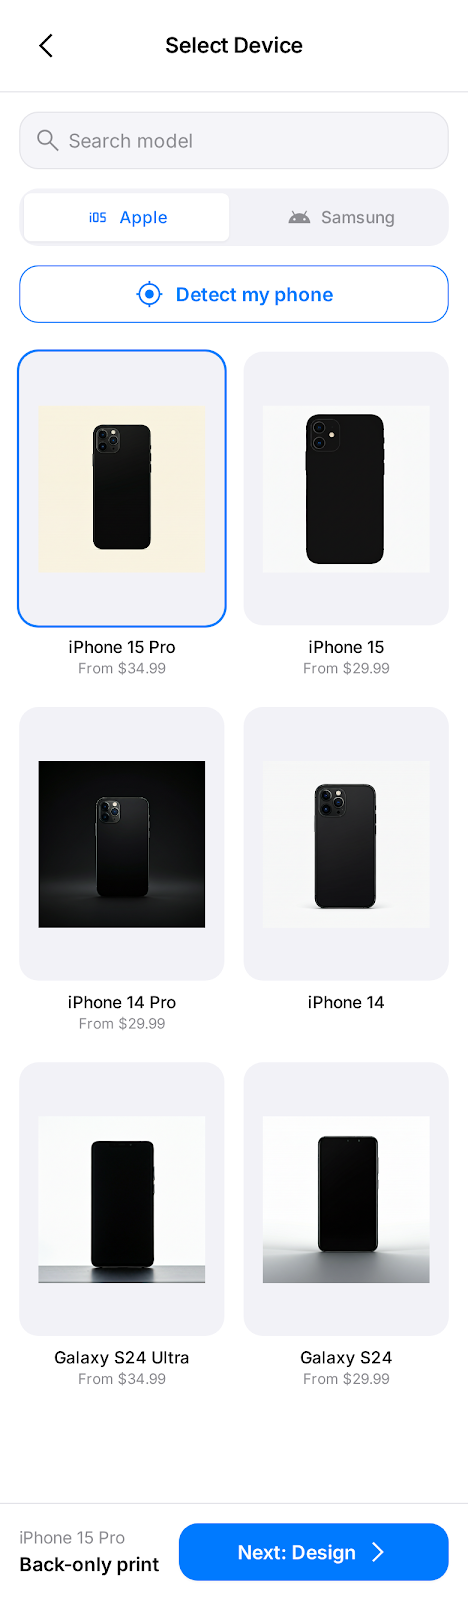 Select Device
Search model
iOS Apple
Samsung
Detect my phone
iPhone 15 Pro
From $34.99
iPhone 15
From $29.99
iPhone 14 Pro
From $29.99
iPhone 14
Galaxy S24 Ultra
From $34.99
Galaxy S24
From $29.99
iPhone 15 Pro
Back-only print
Next: Design